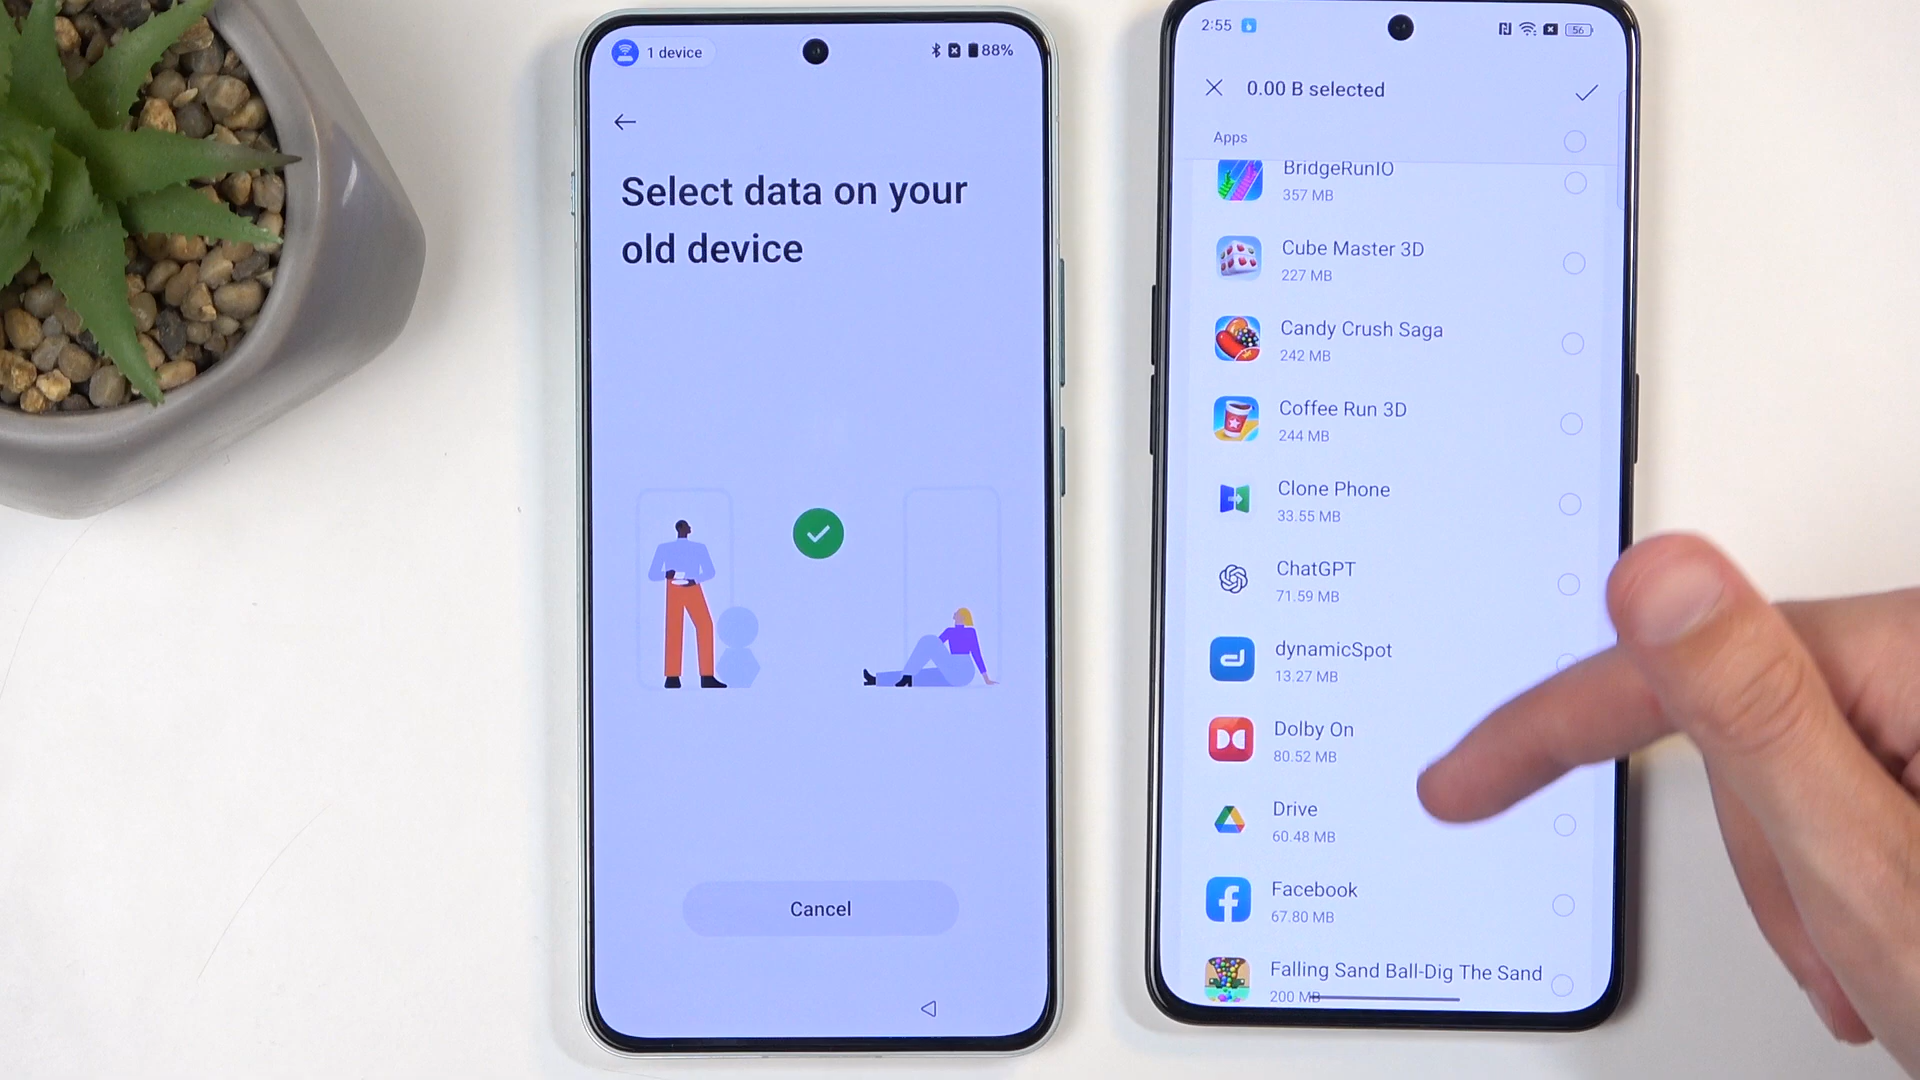 1 device
88%
Select data on your
old device
Cancel
2:55
56
0.00 B selected
Apps
BridgeRunIO
357 MB
Cube Master 3D
227 MB
Candy Crush Saga
242 MB
Coffee Run 3D
244 MB
Clone Phone
33.55 MB
ChatGPT
71.59 MB
dynamicSpot
13.27 MB
Dolby On
80.52 MB
Drive
60.48 MB
Facebook
67.80 MB
Falling Sand Ball-Dig The Sand
200 MB